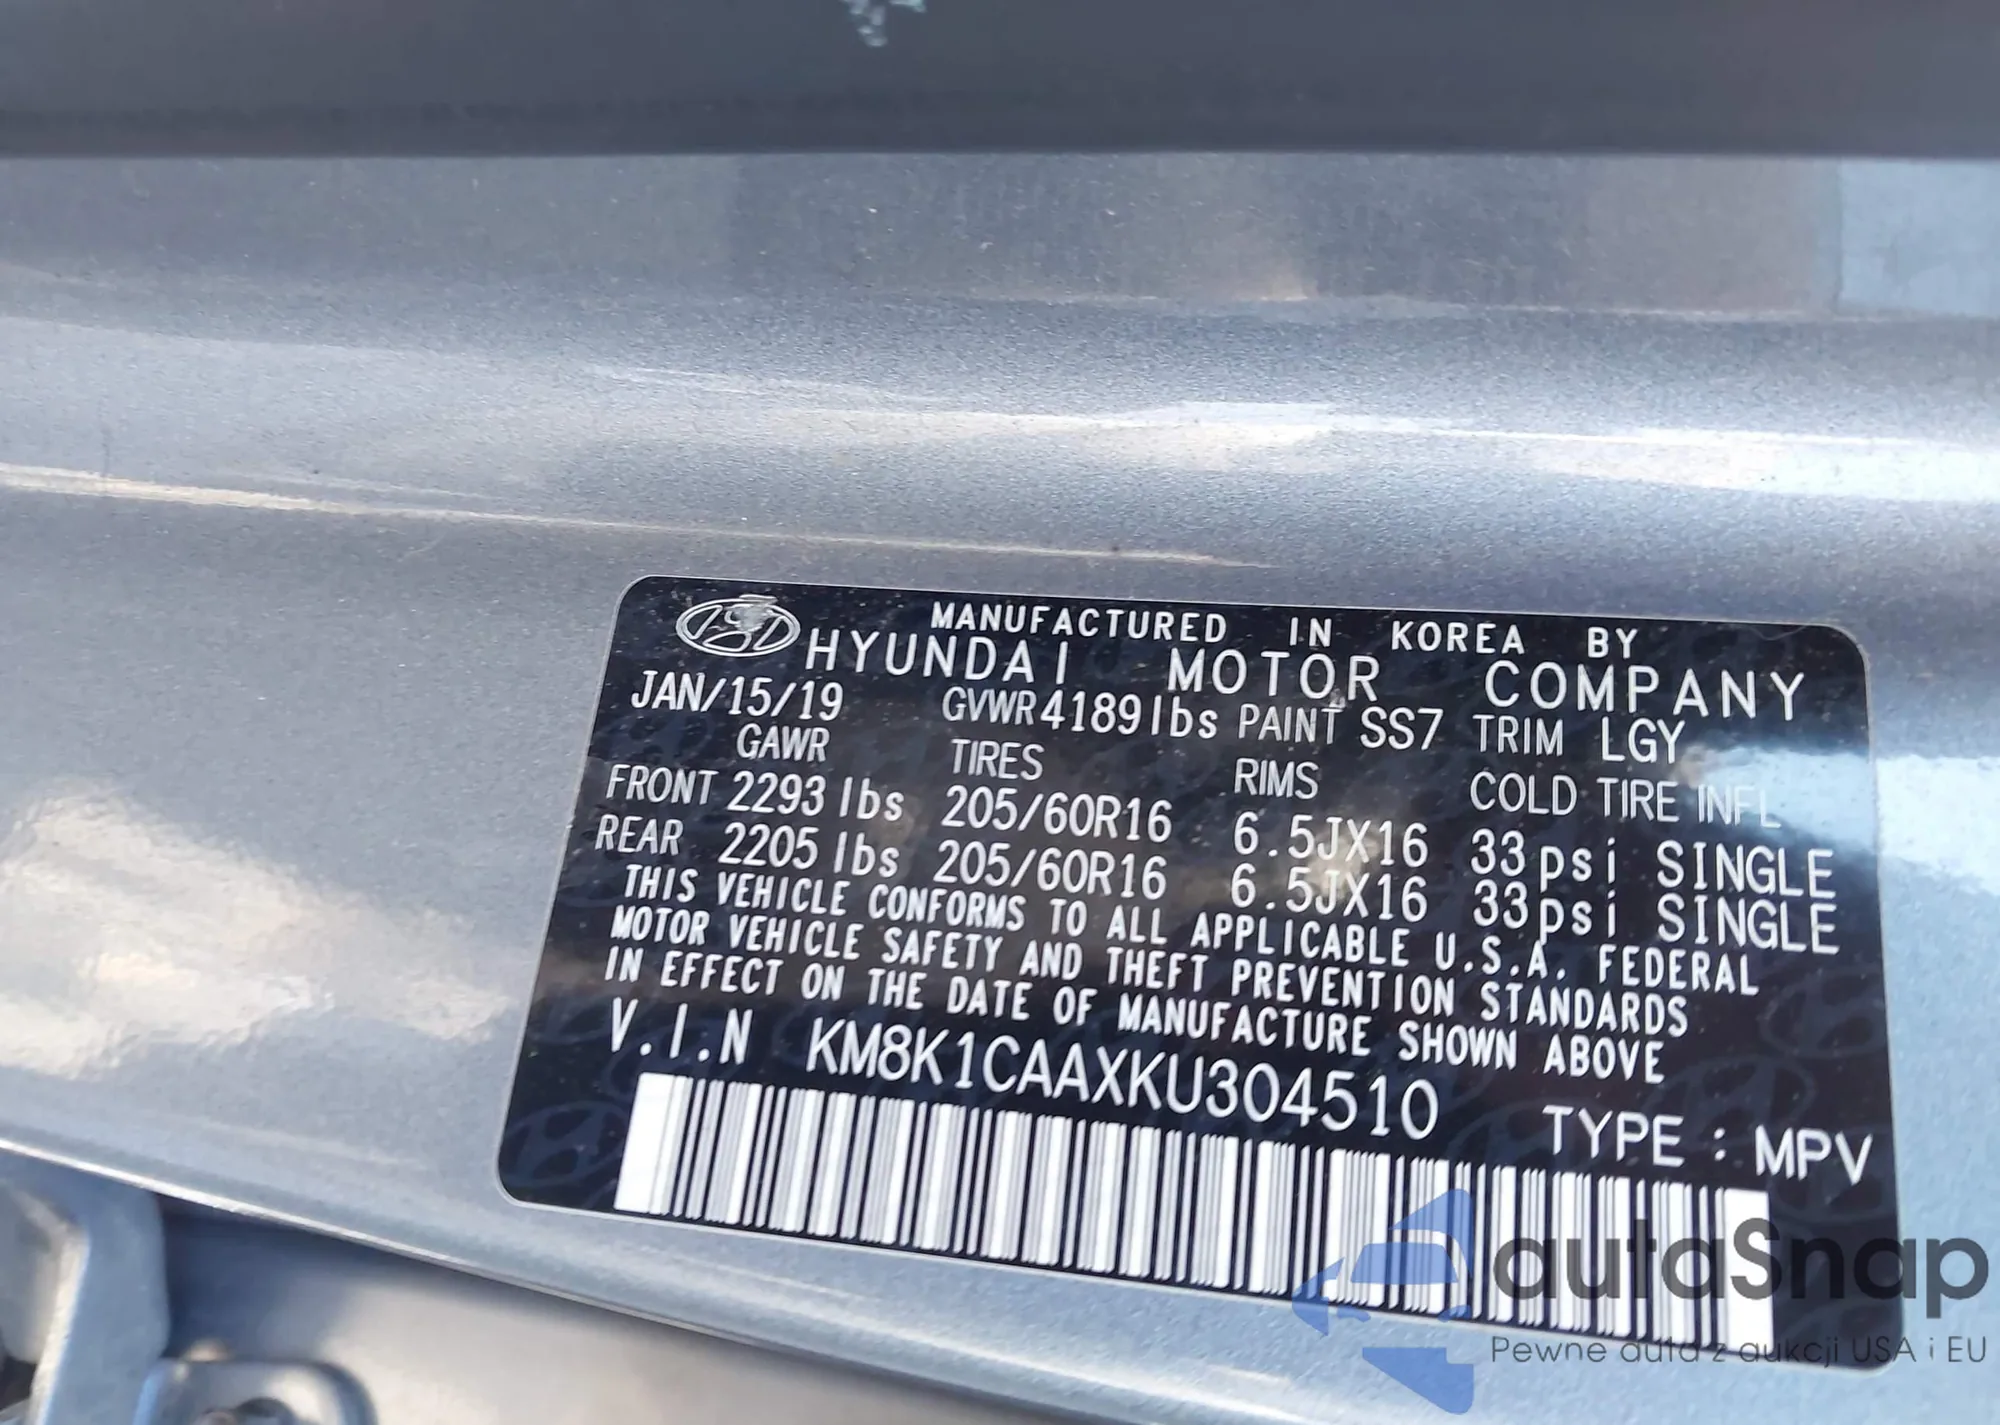 MANUFACTURED IN KOREA BY
HYUNDAI MOTOR COMPANY
JAN/15/19 GVWR 4189 lbs PAINT SS7 TRIM LGY
GAWR TIRES RIMS COLD TIRE INFL
FRONT 2293 lbs 205/60R16 6.5JX16 33psi SINGLE
REAR 2205 lbs 205/60R16 6.5JX16 33psi SINGLE
THIS VEHICLE CONFORMS TO ALL APPLICABLE U.S.A. FEDERAL
MOTOR VEHICLE SAFETY AND THEFT PREVENTION STANDARDS
IN EFFECT ON THE DATE OF MANUFACTURE SHOWN ABOVE
V.I.N KM8K1CAAXKU304510 TYPE : MPV
autaSnap
Pewne auta z aukcji USA i EU